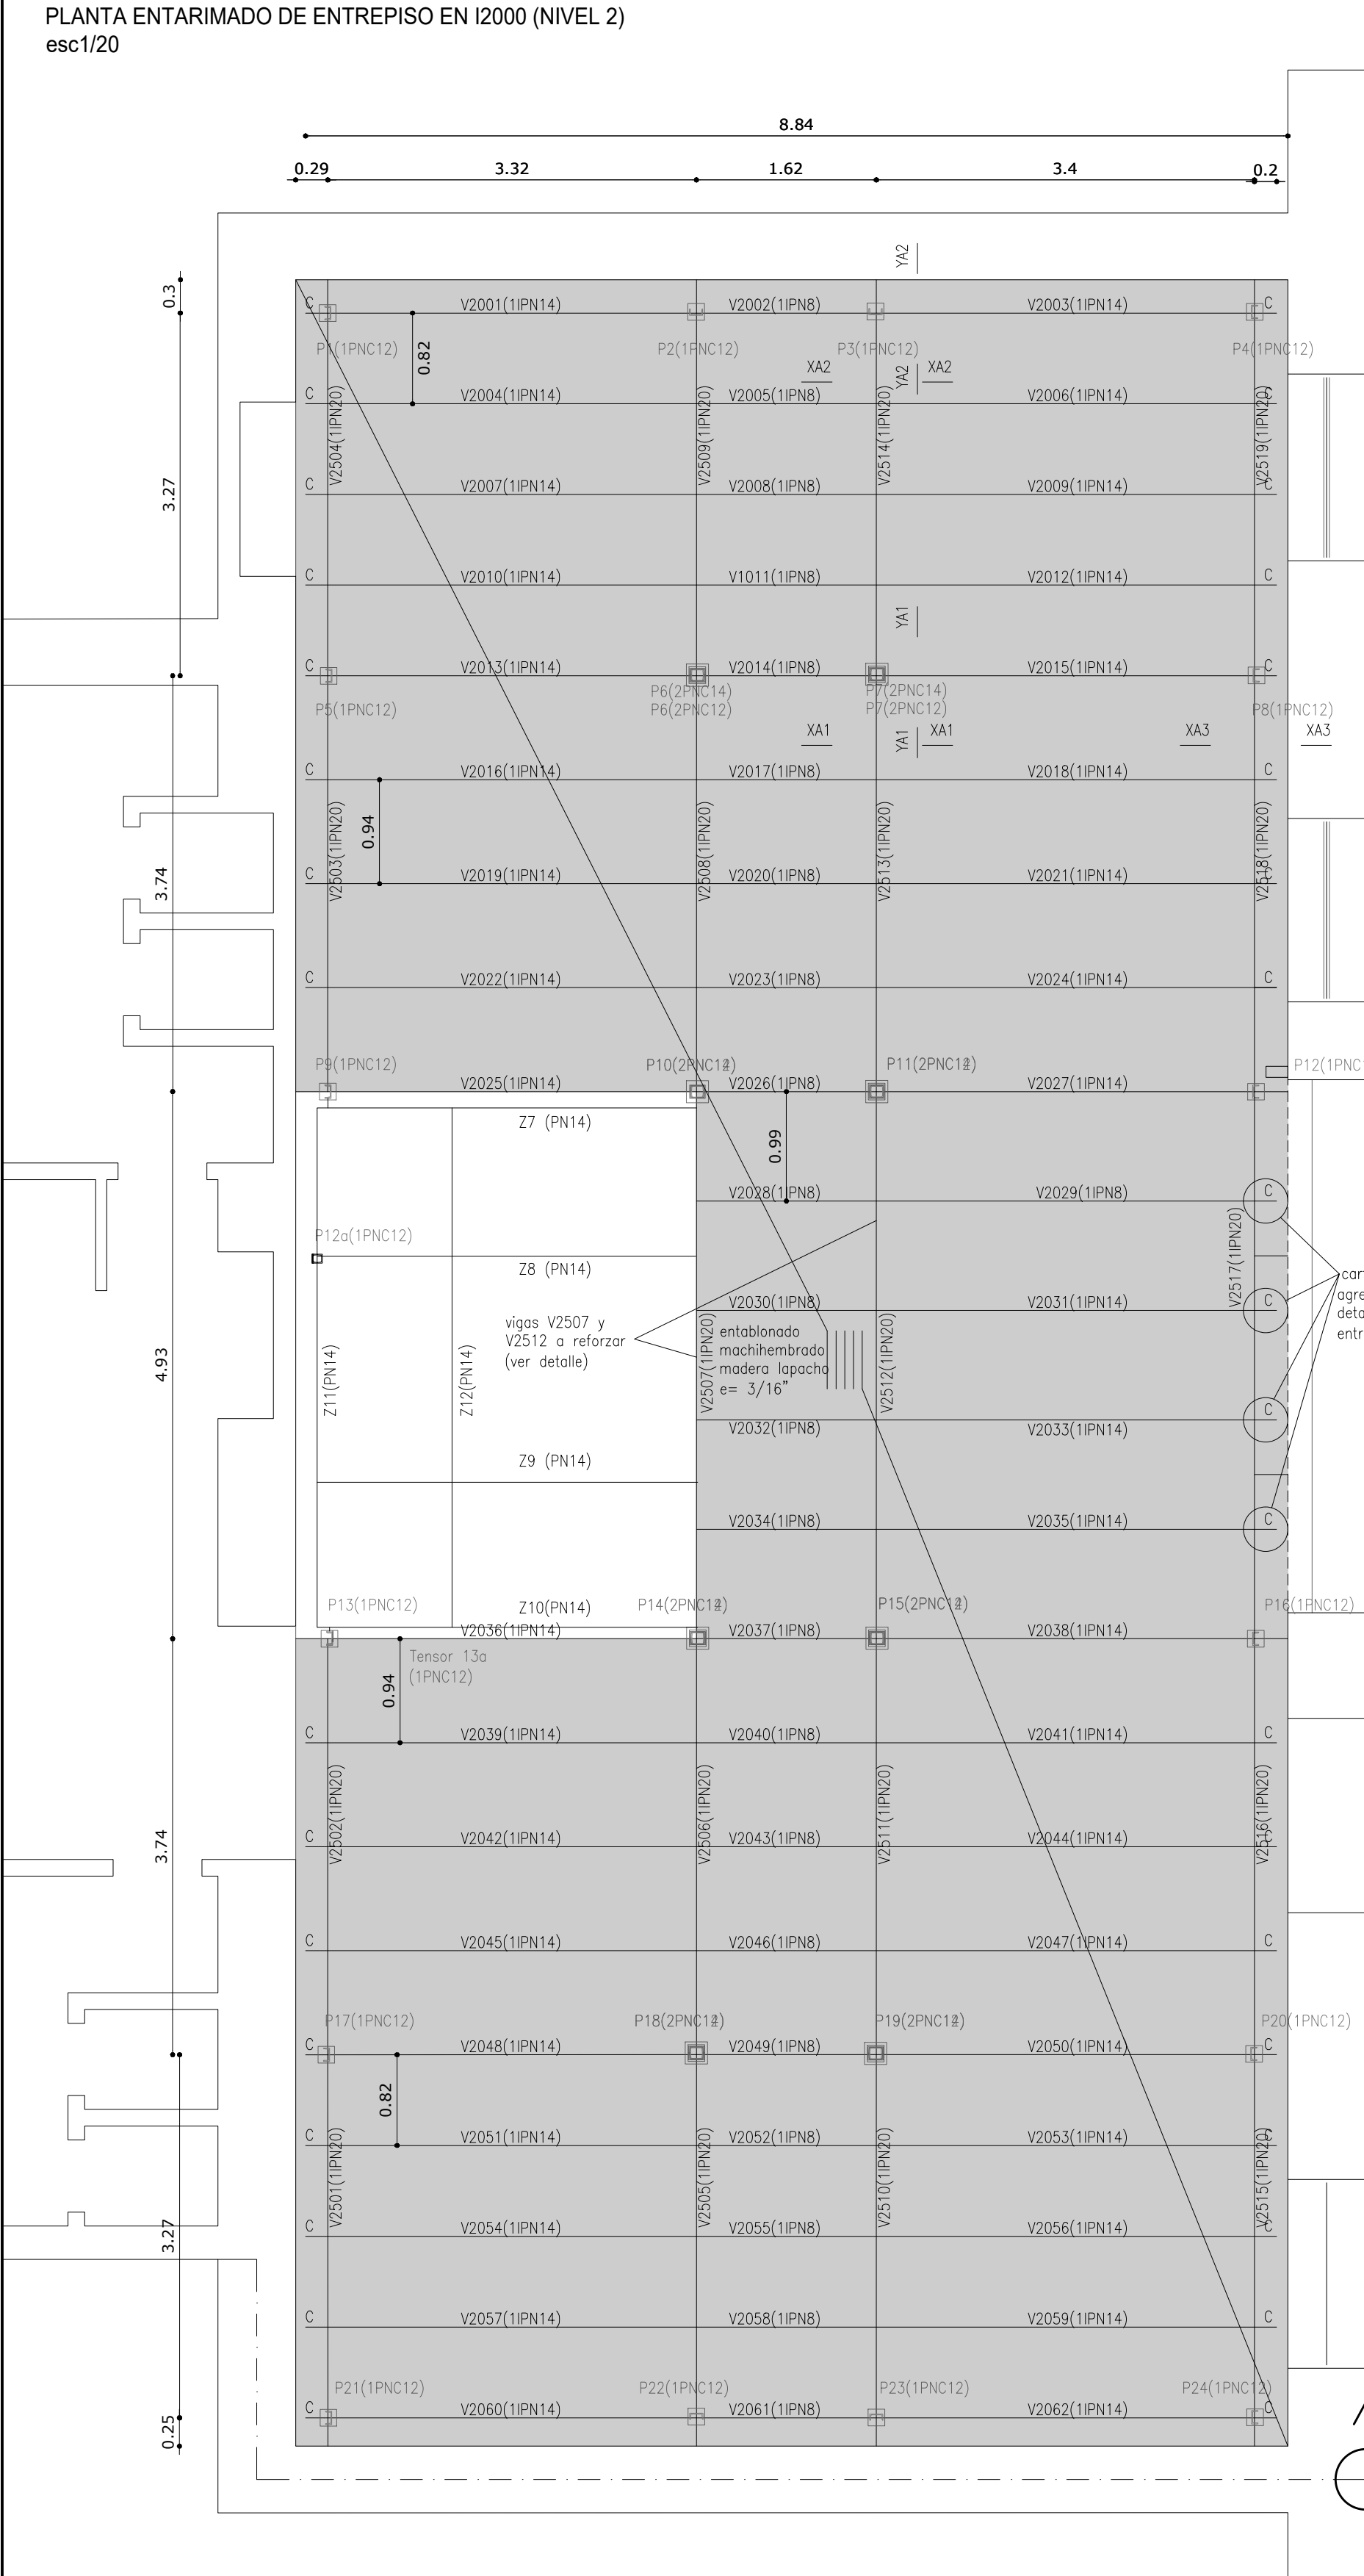 PLANTA ENTARIMADO DE ENTREPISO EN I2000 (NIVEL 2)
esc1/20
8.84
0.29 3.32 1.62 3.4 0.2
YA2
0.3
C V2001(1IPN14) V2002(1IPN8) V2003(1IPN14) C
P1(1PNC12) 0.82 P2(1PNC12) P3(1PNC12) P4(1PNC12)
XA2 YA2 XA2
C V2004(1IPN14) V2005(1IPN8) V2006(1IPN14) C
V2504(1IPN20) V2509(1IPN20) V2514(1IPN20) V2519(1IPN20)
3.27
C V2007(1IPN14) V2008(1IPN8) V2009(1IPN14) C
C V2010(1IPN14) V1011(1IPN8) V2012(1IPN14) C
YA1
C V2013(1IPN14) V2014(1IPN8) V2015(1IPN14) C
P6(2PNC14) P7(2PNC14)
P5(1PNC12) P6(2PNC12) P7(2PNC12) P8(1PNC12)
XA1 YA1 XA1 XA3 XA3
C V2016(1IPN14) V2017(1IPN8) V2018(1IPN14) C
0.94
V2503(1IPN20) V2508(1IPN20) V2513(1IPN20) V2518(1IPN20)
3.74
C V2019(1IPN14) V2020(1IPN8) V2021(1IPN14) C
C V2022(1IPN14) V2023(1IPN8) V2024(1IPN14) C
P9(1PNC12) P10(2PNC12) P11(2PNC12) P12(1PNC1
V2025(1IPN14) V2026(1IPN8) V2027(1IPN14)
Z7 (PN14)
0.99
V2028(1IPN8) V2029(1IPN8) C
P12a(1PNC12)
V2517(1IPN20)
Z8 (PN14)
car
agre
deta
entr
V2030(1IPN8) V2031(1IPN14) C
vigas V2507 y
V2512 a reforzar
(ver detalle)
entablonado
machihembrado
madera lapacho
e= 3/16”
4.93
Z11(PN14) Z12(PN14) V2507(1IPN20) V2512(1IPN20)
V2032(1IPN8) V2033(1IPN14) C
Z9 (PN14)
V2034(1IPN8) V2035(1IPN14) C
P13(1PNC12) Z10(PN14) P14(2PNC12) P15(2PNC12) P16(1PNC12)
V2036(1IPN14) V2037(1IPN8) V2038(1IPN14)
Tensor 13a
(1PNC12)
0.94
C V2039(1IPN14) V2040(1IPN8) V2041(1IPN14) C
V2502(1IPN20) V2506(1IPN20) V2511(1IPN20) V2516(1IPN20)
3.74
C V2042(1IPN14) V2043(1IPN8) V2044(1IPN14) C
C V2045(1IPN14) V2046(1IPN8) V2047(1IPN14) C
P17(1PNC12) P18(2PNC12) P19(2PNC12) P20(1PNC12)
C V2048(1IPN14) V2049(1IPN8) V2050(1IPN14) C
0.82
C V2051(1IPN14) V2052(1IPN8) V2053(1IPN14) C
V2501(1IPN20) V2505(1IPN20) V2510(1IPN20) V2515(1IPN20)
3.27
C V2054(1IPN14) V2055(1IPN8) V2056(1IPN14) C
C V2057(1IPN14) V2058(1IPN8) V2059(1IPN14) C
P21(1PNC12) P22(1PNC12) P23(1PNC12) P24(1PNC12)
C V2060(1IPN14) V2061(1IPN8) V2062(1IPN14) C
0.25